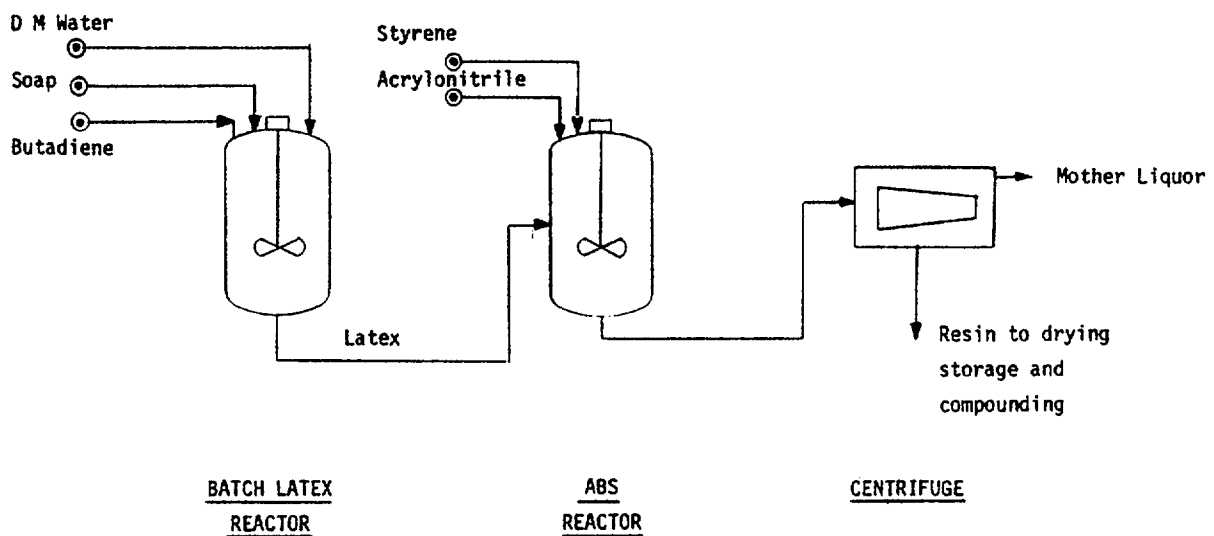 D M Water
Soap
Butadiene
Styrene
Acrylonitrile
Mother Liquor
Latex
Resin to drying
storage and
compounding
BATCH LATEX
REACTOR
ABS
REACTOR
CENTRIFUGE